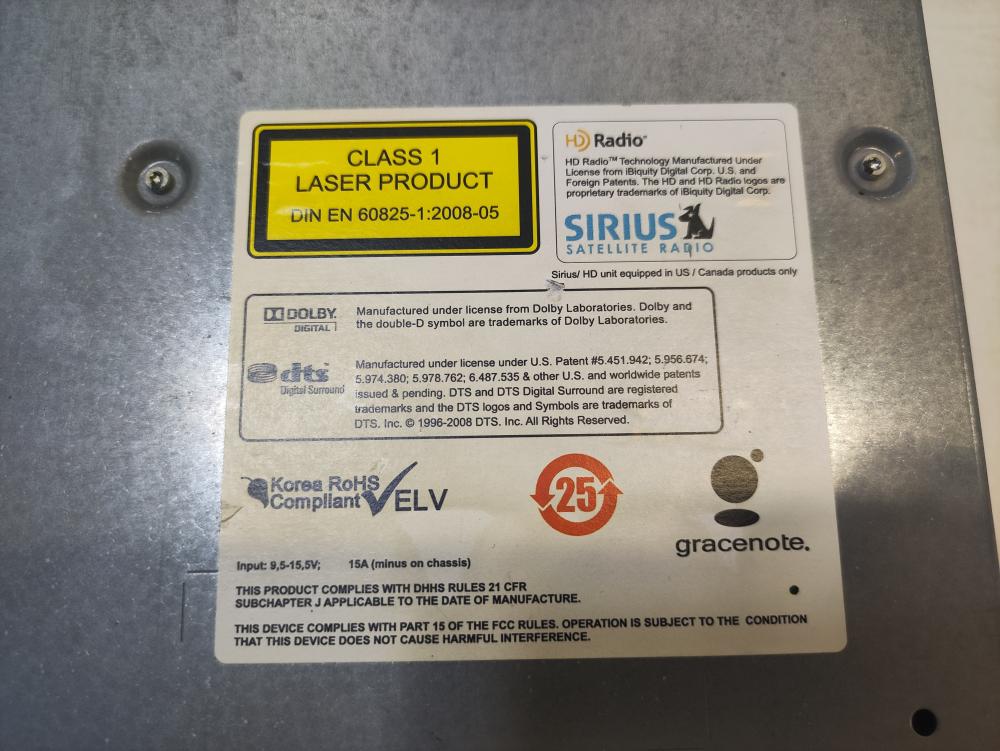 CLASS 1
LASER PRODUCT
DIN EN 60825-1:2008-05
HD Radio™
HD Radio™ Technology Manufactured Under
License from iBiquity Digital Corp. U.S. and
Foreign Patents. The HD and HD Radio logos are
proprietary trademarks of iBiquity Digital Corp.
SIRIUS
SATELLITE RADIO
Sirius/ HD unit equipped in US / Canada products only
DOLBY
DIGITAL
Manufactured under license from Dolby Laboratories. Dolby and
the double-D symbol are trademarks of Dolby Laboratories.
dts
Digital Surround
Manufactured under license under U.S. Patent #5.451.942; 5.956.674;
5.974.380; 5.978.762; 6.487.535 & other U.S. and worldwide patents
issued & pending. DTS and DTS Digital Surround are registered
trademarks and the DTS logos and Symbols are trademarks of
DTS. Inc. © 1996-2008 DTS. Inc. All Rights Reserved.
Korea RoHS
Compliant
ELV
25
gracenote.
Input: 9,5-15,5V; 15A (minus on chassis)
THIS PRODUCT COMPLIES WITH DHHS RULES 21 CFR
SUBCHAPTER J APPLICABLE TO THE DATE OF MANUFACTURE.
THIS DEVICE COMPLIES WITH PART 15 OF THE FCC RULES. OPERATION IS SUBJECT TO THE CONDITION
THAT THIS DEVICE DOES NOT CAUSE HARMFUL INTERFERENCE.